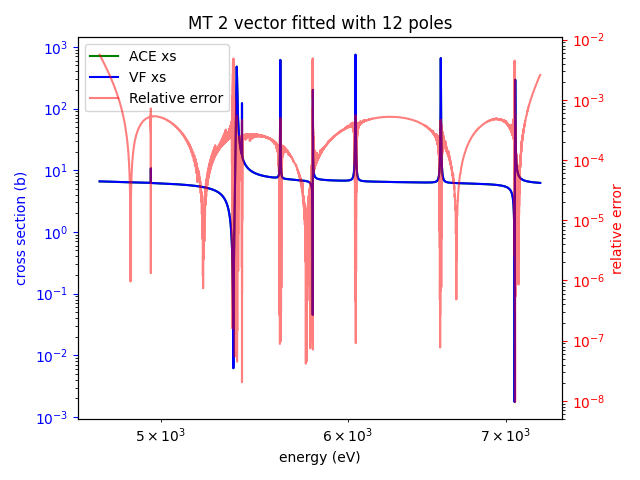 MT 2 vector fitted with 12 poles
ACE xs
VF xs
Relative error
cross section (b)
10³
10²
10¹
10⁰
10⁻¹
10⁻²
10⁻³
relative error
10⁻²
10⁻³
10⁻⁴
10⁻⁵
10⁻⁶
10⁻⁷
10⁻⁸
5 × 10³
6 × 10³
7 × 10³
energy (eV)